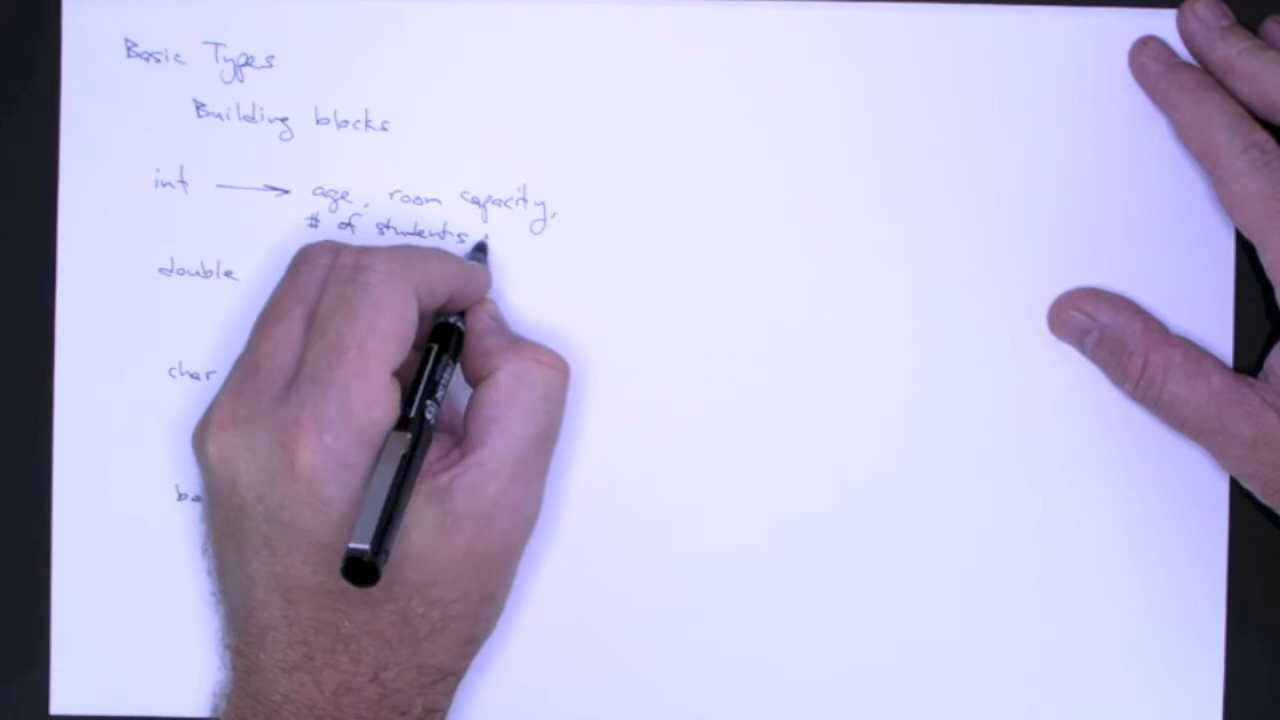 Basic Types
Building blocks
int → age, room capacity,
# of students
double
char